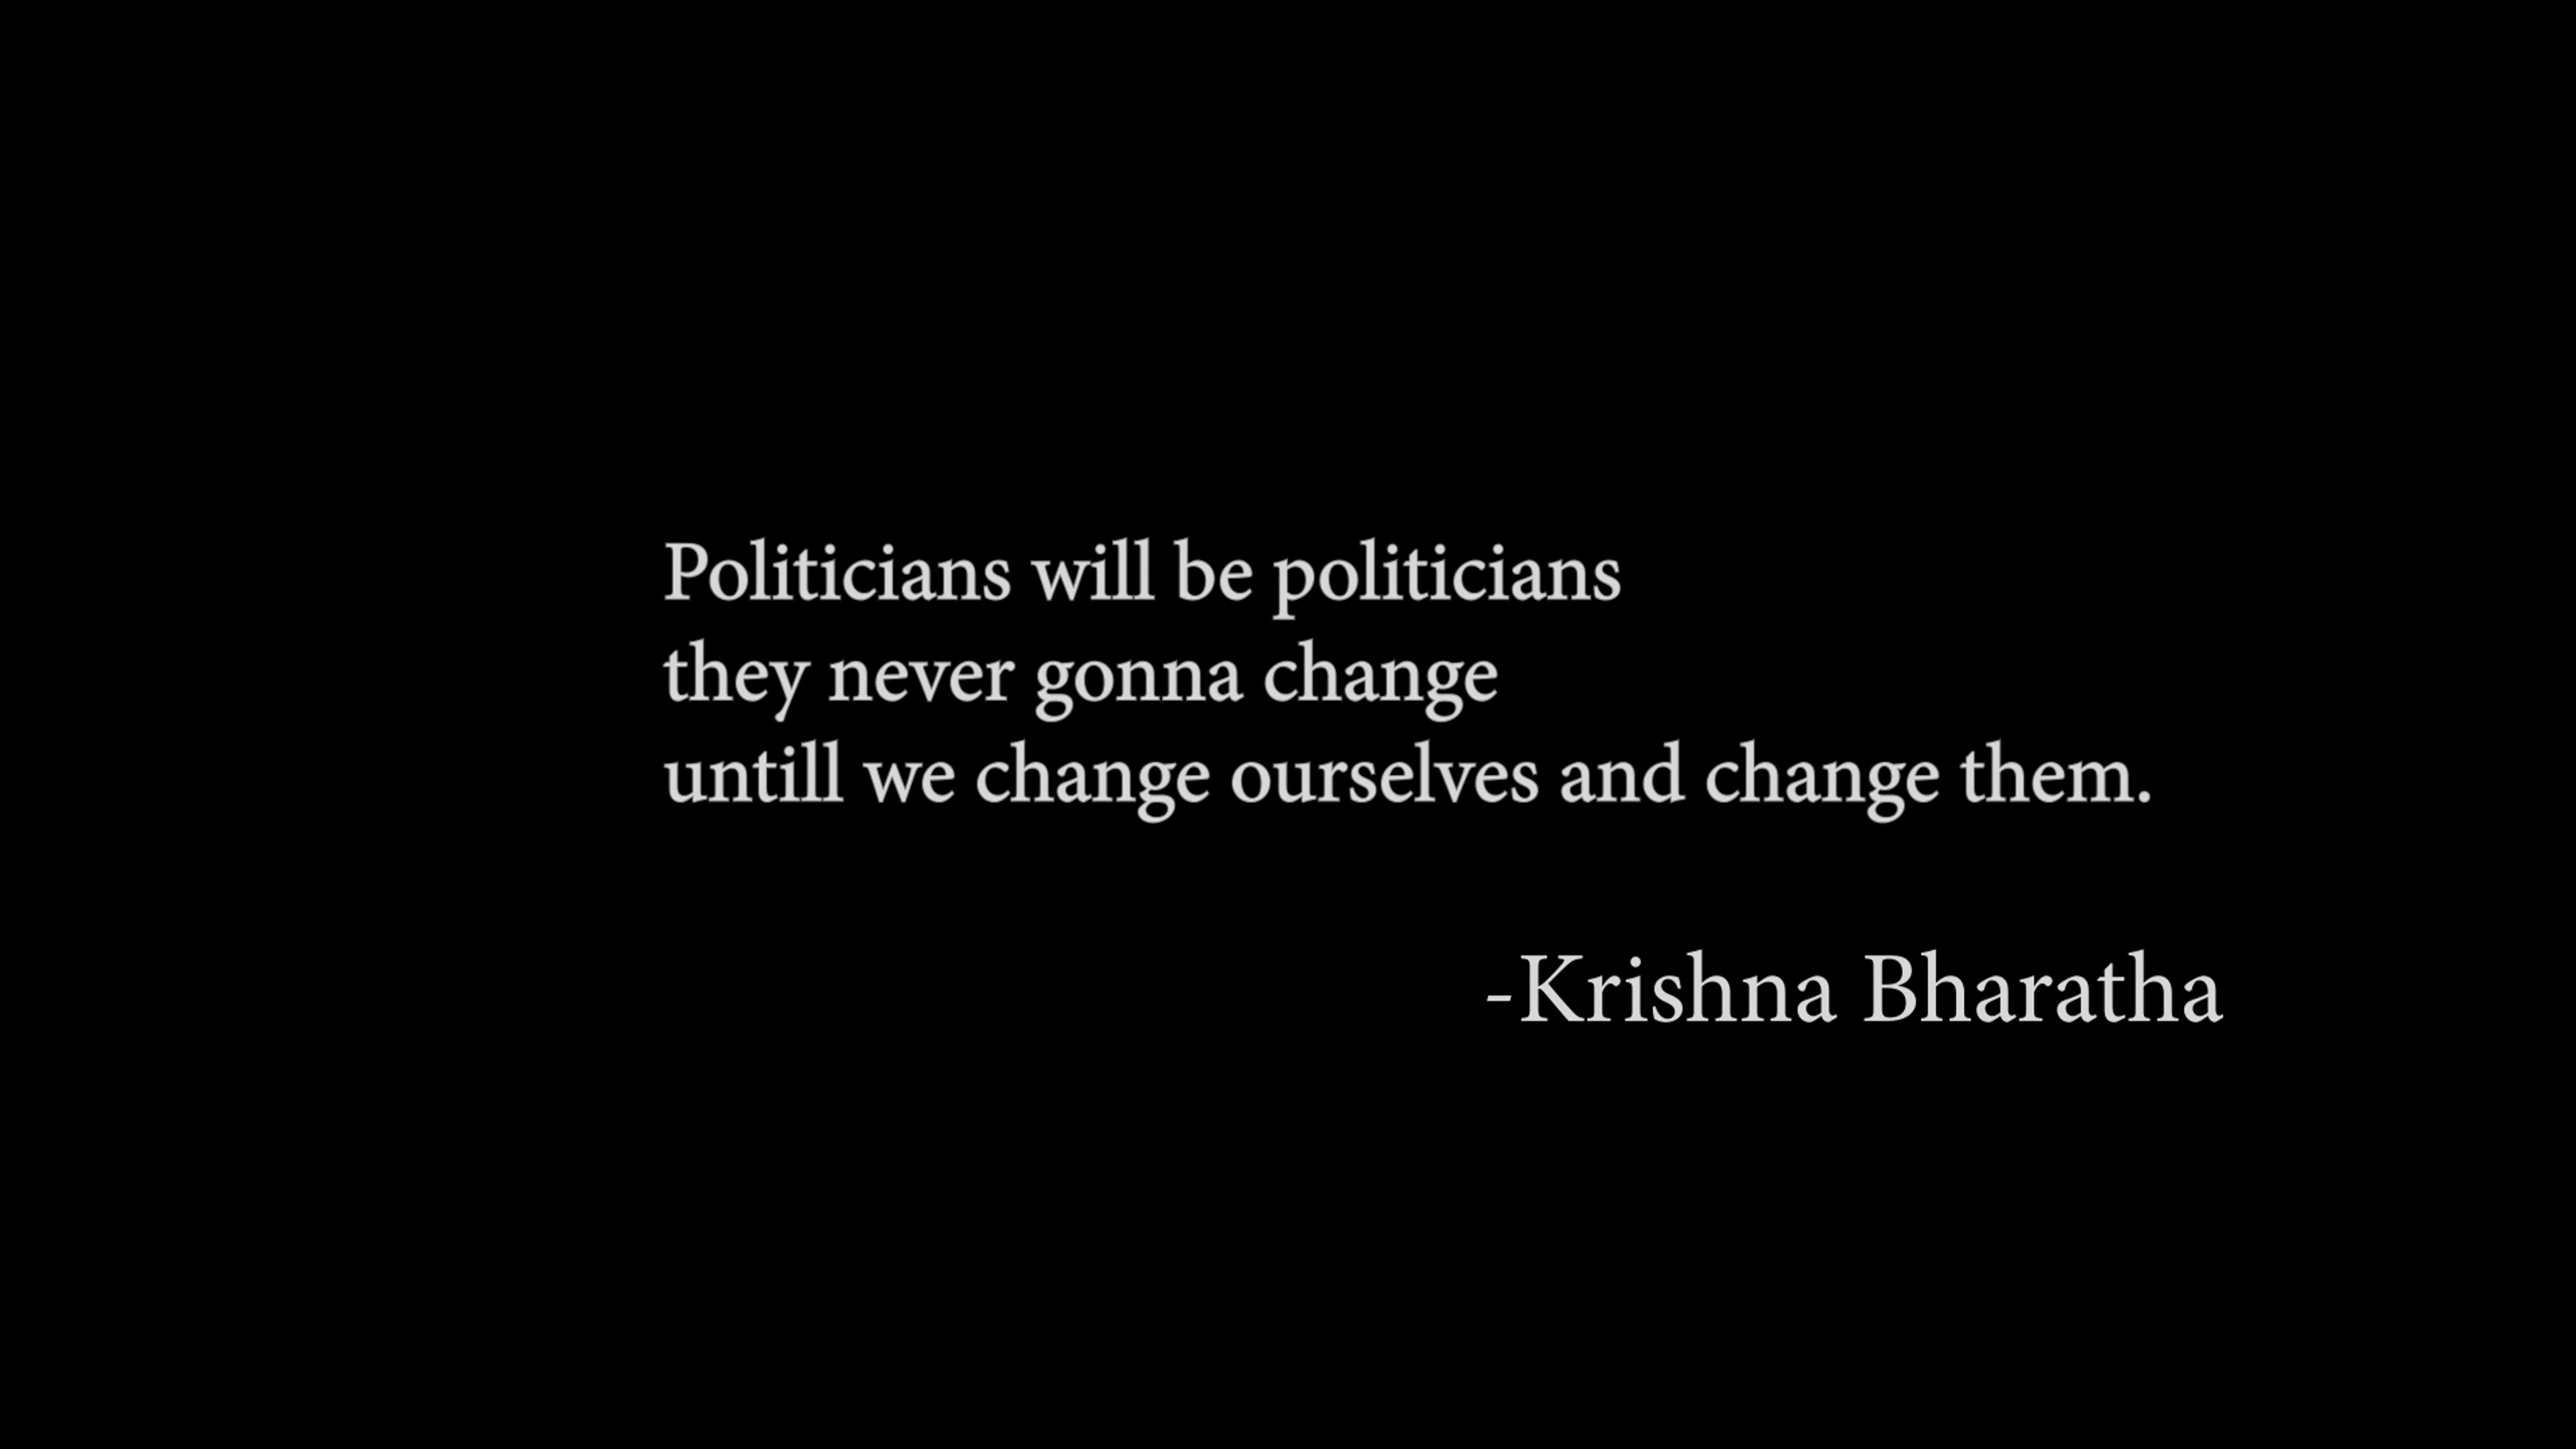 Politicians will be politicians
they never gonna change
untill we change ourselves and change them.
-Krishna Bharatha